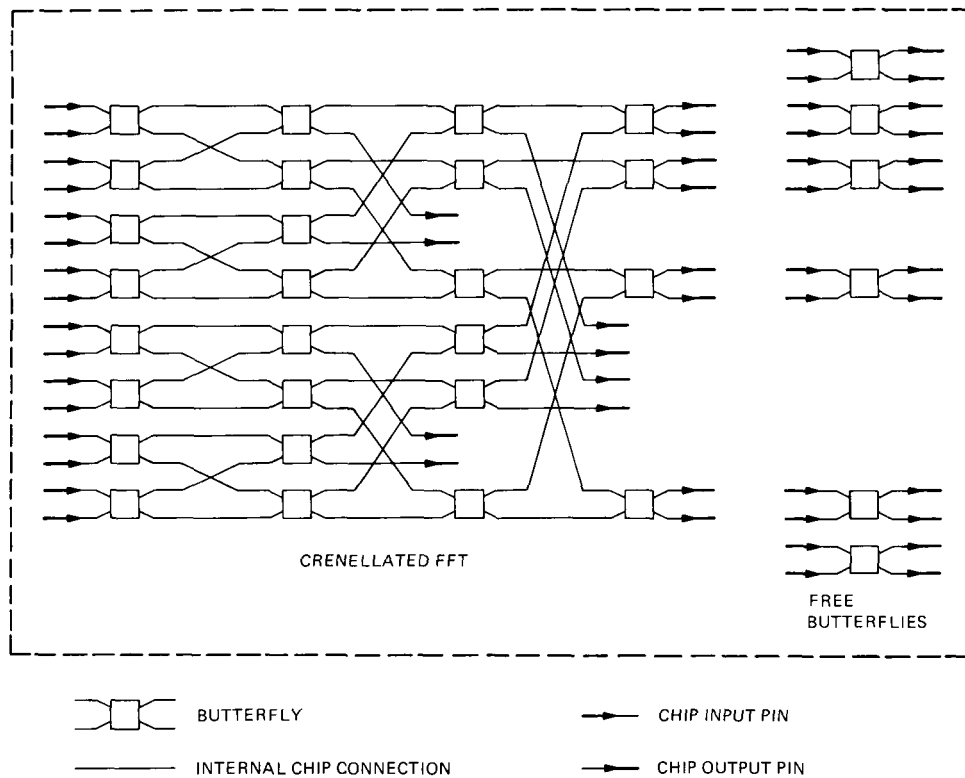 CRENELLATED FFT
FREE
BUTTERFLIES
BUTTERFLY
CHIP INPUT PIN
INTERNAL CHIP CONNECTION
CHIP OUTPUT PIN